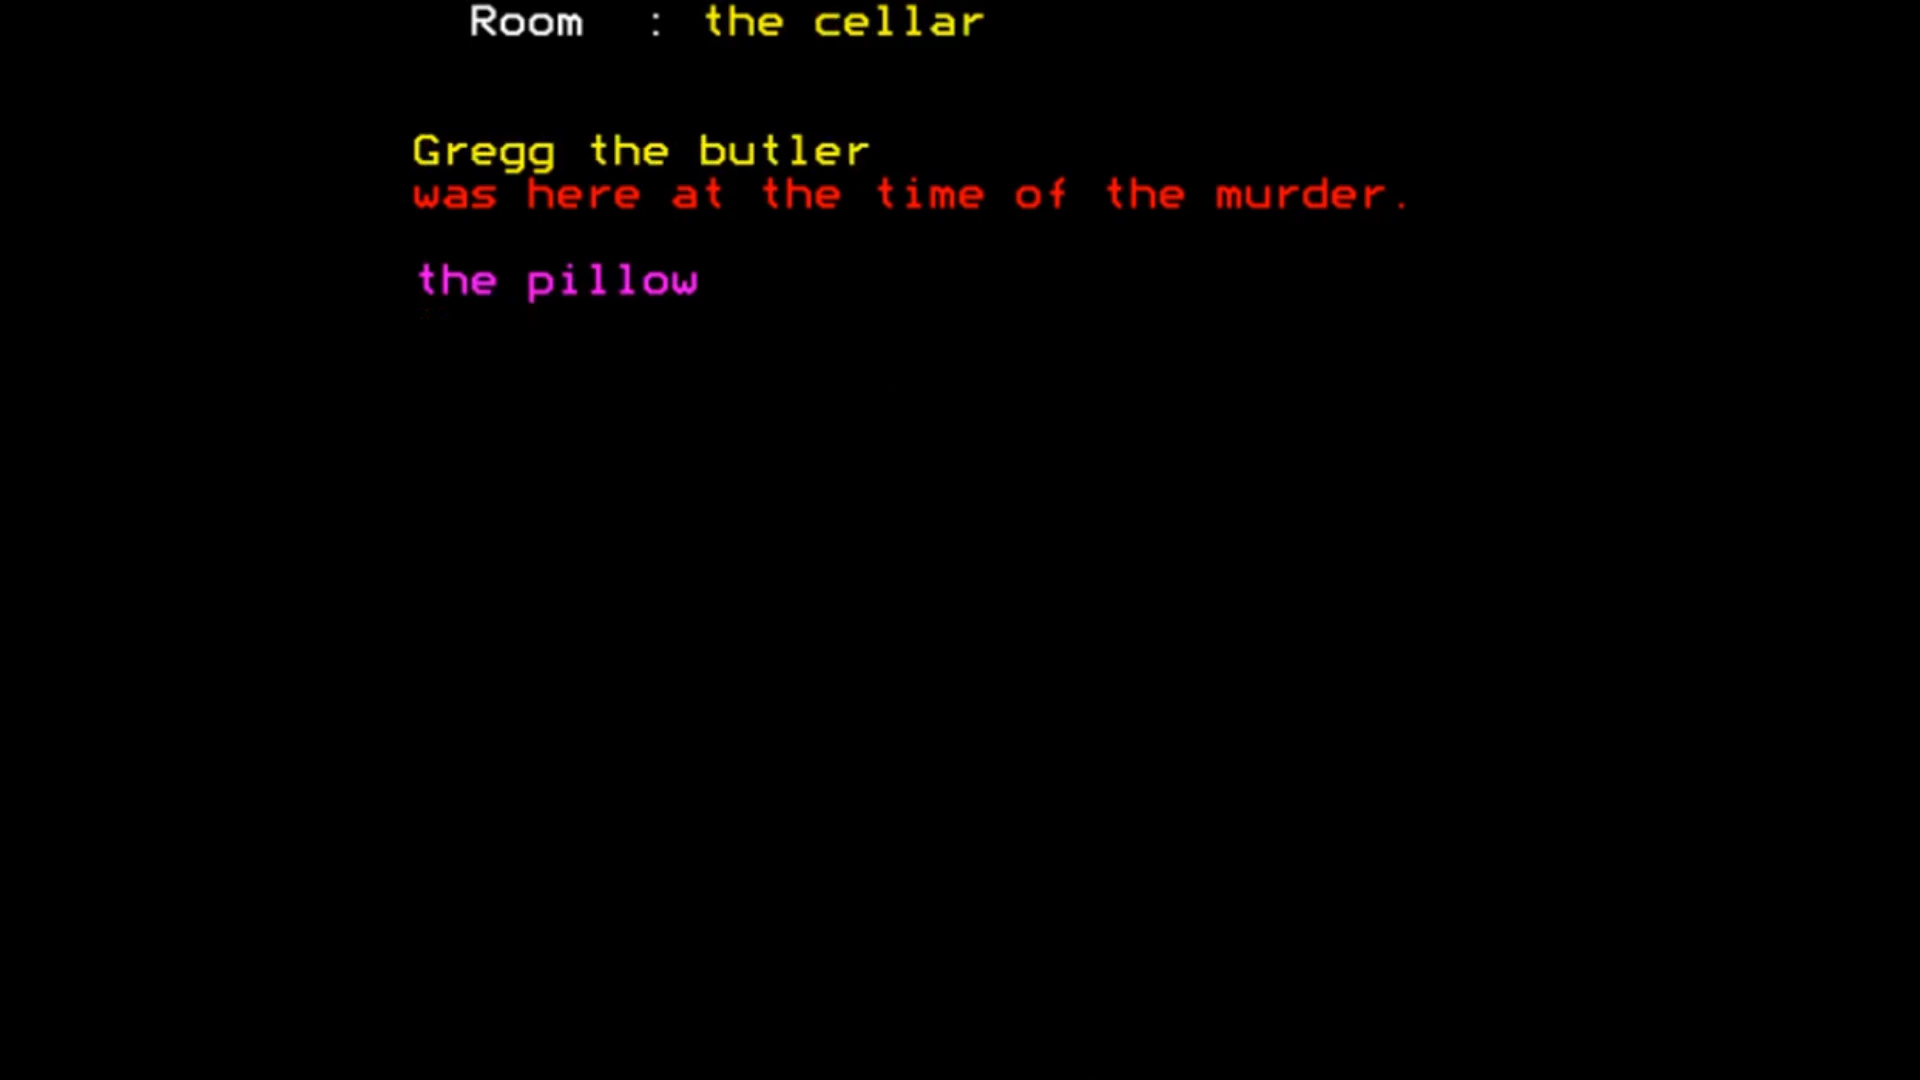 Room : the cellar
Gregg the butler
was here at the time of the murder.
the pillow